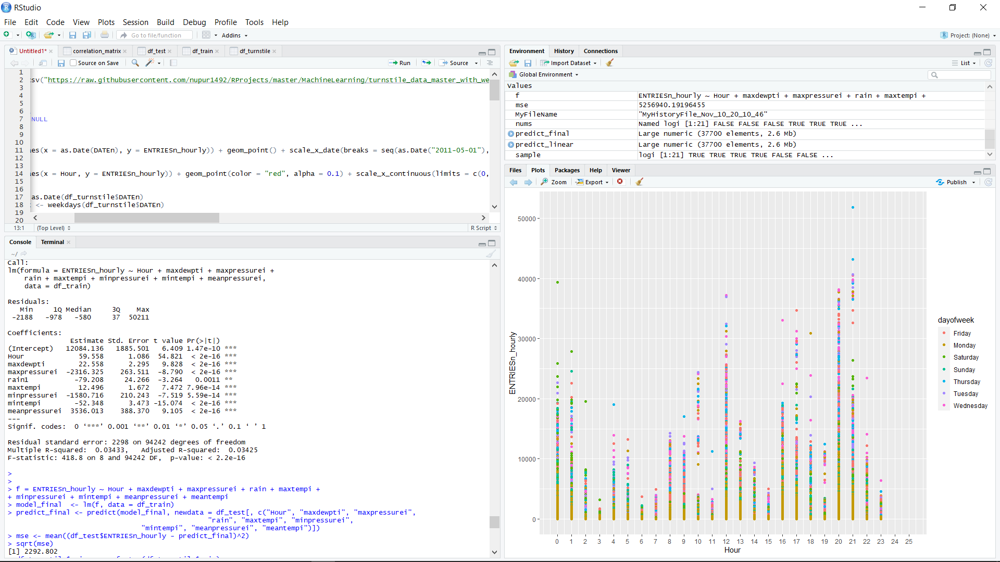 RStudio
File Edit Code View Plots Session Build Debug Profile Tools Help
Go to file/function Addins Project: (None)
Untitled1* correlation_matrix df_test df_train df_turnstile
Source on Save Run Source
1
2 csv("https://raw.githubusercontent.com/nupur1492/RProjects/master/MachineLearning/turnstile_data_master_with_we
3
4
5
6
7 NULL
8
9
10
11 aes(x = as.Date(DATEn), y = ENTRIESn_hourly)) + geom_point() + scale_x_date(breaks = seq(as.Date("2011-05-01"),
12
13
14 aes(x = Hour, y = ENTRIESn_hourly)) + geom_point(color = "red", alpha = 0.1) + scale_x_continuous(limits = c(0,
15
16
17 as.Date(df_turnstile$DATEn)
18 <- weekdays(df_turnstile$DATEn)
19
20
13:1 (Top Level) R Script
Console Terminal
~/
Call:
lm(formula = ENTRIESn_hourly ~ Hour + maxdewpti + maxpressurei +
rain + maxtempi + minpressurei + mintempi + meanpressurei,
data = df_train)
Residuals:
Min 1Q Median 3Q Max
-2188 -978 -580 37 50211
Coefficients:
Estimate Std. Error t value Pr(>|t|)
(Intercept) 12084.136 1885.501 6.409 1.47e-10 ***
Hour 59.558 1.086 54.821 < 2e-16 ***
maxdewpti 22.558 2.295 9.828 < 2e-16 ***
maxpressurei -2316.325 263.511 -8.790 < 2e-16 ***
rain1 -79.208 24.266 -3.264 0.0011 **
maxtempi 12.496 1.672 7.472 7.96e-14 ***
minpressurei -1580.716 210.243 -7.519 5.59e-14 ***
mintempi -52.348 3.473 -15.074 < 2e-16 ***
meanpressurei 3536.013 388.370 9.105 < 2e-16 ***
---
Signif. codes: 0 ‘***’ 0.001 ‘**’ 0.01 ‘*’ 0.05 ‘.’ 0.1 ‘ ’ 1
Residual standard error: 2298 on 94242 degrees of freedom
Multiple R-squared: 0.03433, Adjusted R-squared: 0.03425
F-statistic: 418.8 on 8 and 94242 DF, p-value: < 2.2e-16
>
>
> f = ENTRIESn_hourly ~ Hour + maxdewpti + maxpressurei + rain + maxtempi +
+ minpressurei + mintempi + meanpressurei + meantempi
> model_final <- lm(f, data = df_train)
> predict_final <- predict(model_final, newdata = df_test[, c("Hour", "maxdewpti", "maxpressurei",
"rain", "maxtempi", "minpressurei",
"mintempi", "meanpressurei", "meantempi")])
> mse <- mean((df_test$ENTRIESn_hourly - predict_final)^2)
> sqrt(mse)
[1] 2292.802
Environment History Connections
Import Dataset List
Global Environment
Values
f ENTRIESn_hourly ~ Hour + maxdewpti + maxpressurei + rain + maxtempi +
mse 5256940.19196455
MyFileName "MyHistoryFile_Nov_10_20_10_46"
nums Named logi [1:21] FALSE FALSE FALSE TRUE TRUE TRUE ...
predict_final Large numeric (37700 elements, 2.6 Mb)
predict_linear Large numeric (37700 elements, 2.6 Mb)
sample logi [1:21] TRUE TRUE TRUE TRUE FALSE FALSE ...
Files Plots Packages Help Viewer
Zoom Export Publish
ENTRIESn_hourly
50000
40000
30000
20000
10000
0
0 1 2 3 4 5 6 7 8 9 10 11 12 13 14 15 16 17 18 19 20 21 22 23 24 25
Hour
dayofweek
Friday
Monday
Saturday
Sunday
Thursday
Tuesday
Wednesday